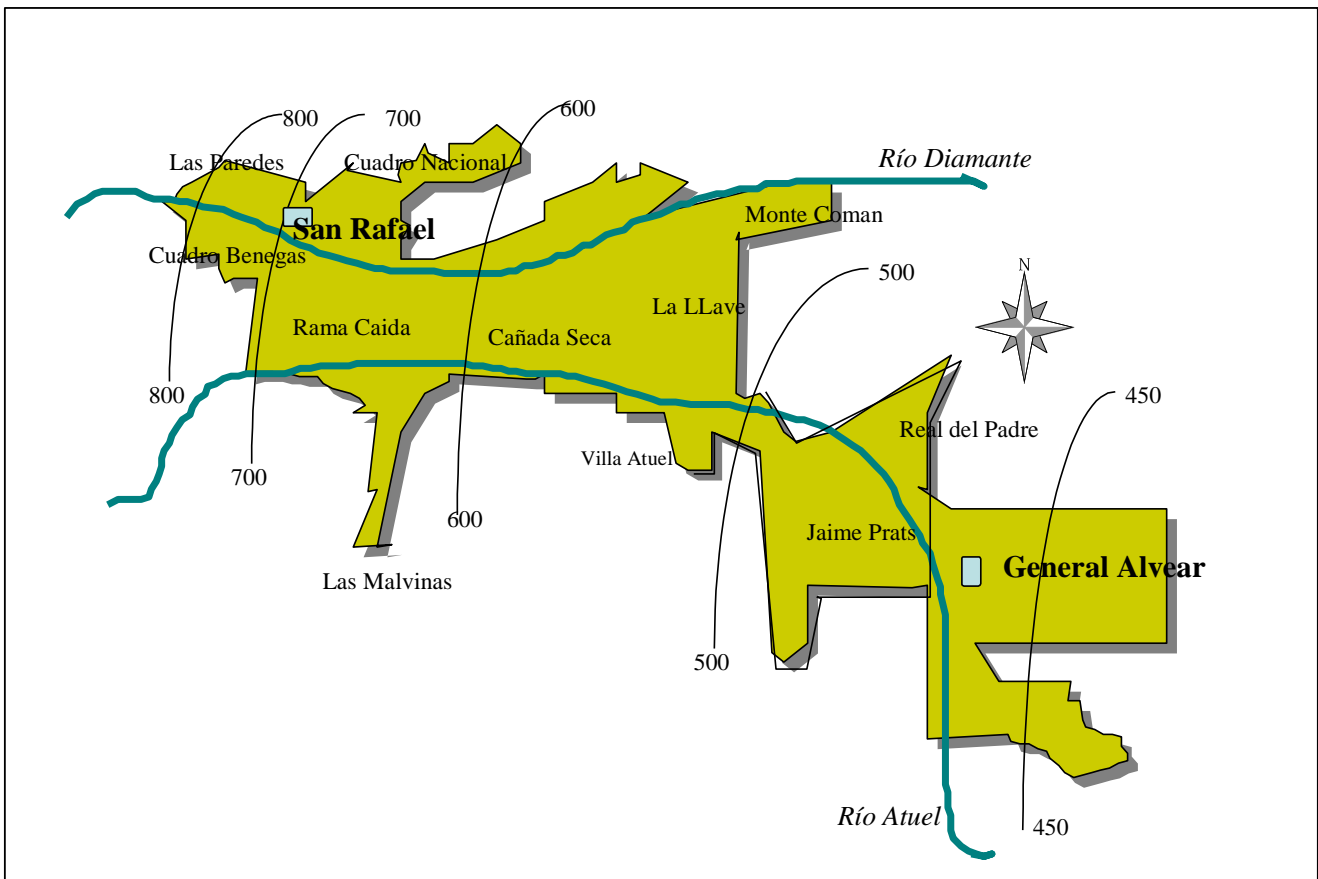 800
700
600
Las Paredes
Cuadro Nacional
Río Diamante
Monte Coman
San Rafael
Cuadro Benegas
N
500
La LLave
Rama Caida
Cañada Seca
800
450
Real del Padre
Villa Atuel
700
600
Jaime Prats
General Alvear
Las Malvinas
500
Río Atuel
450